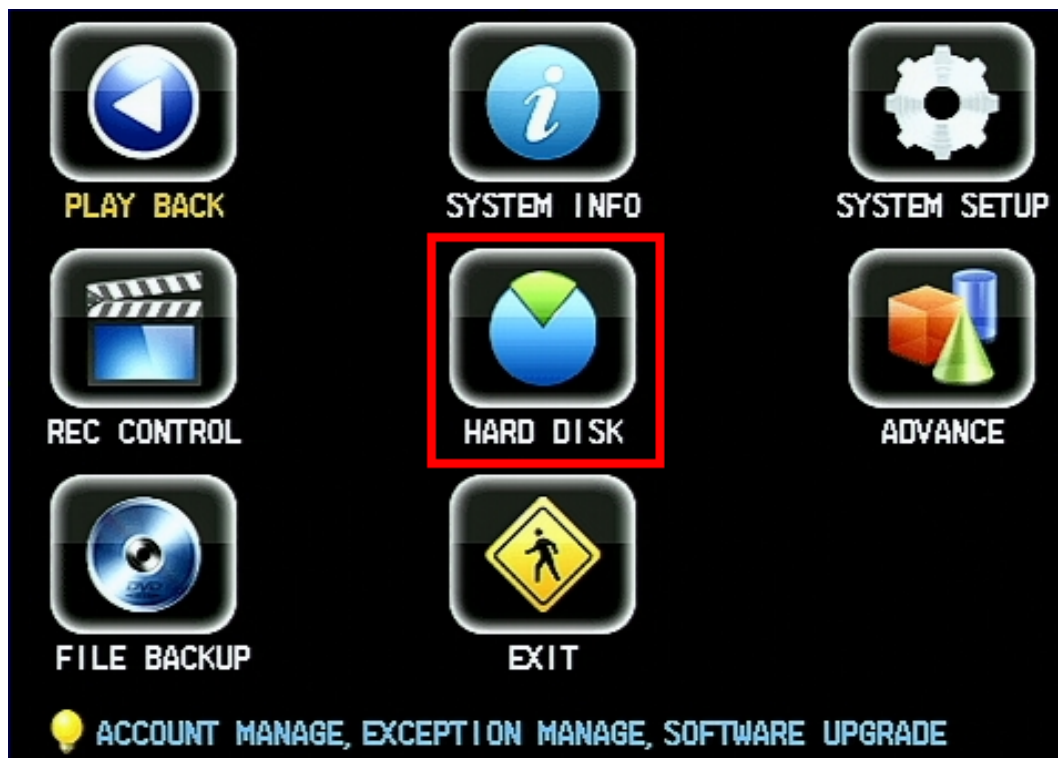 PLAY BACK
SYSTEM INFO
SYSTEM SETUP
REC CONTROL
HARD DISK
ADVANCE
DVD
FILE BACKUP
EXIT
ACCOUNT MANAGE, EXCEPTION MANAGE, SOFTWARE UPGRADE